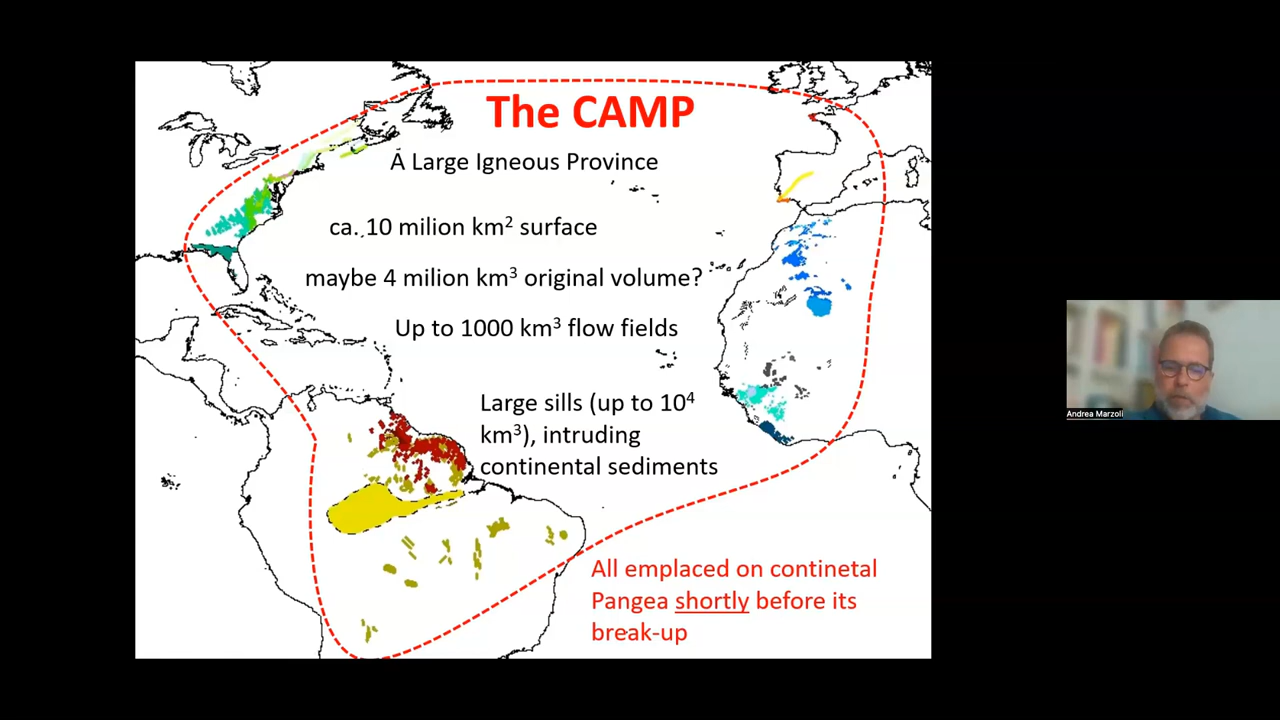 The CAMP
A Large Igneous Province
ca. 10 milion km² surface
maybe 4 milion km³ original volume?
Up to 1000 km³ flow fields
Large sills (up to 10⁴
km³), intruding
continental sediments
All emplaced on continetal
Pangea shortly before its
break-up
Andrea Marzoli